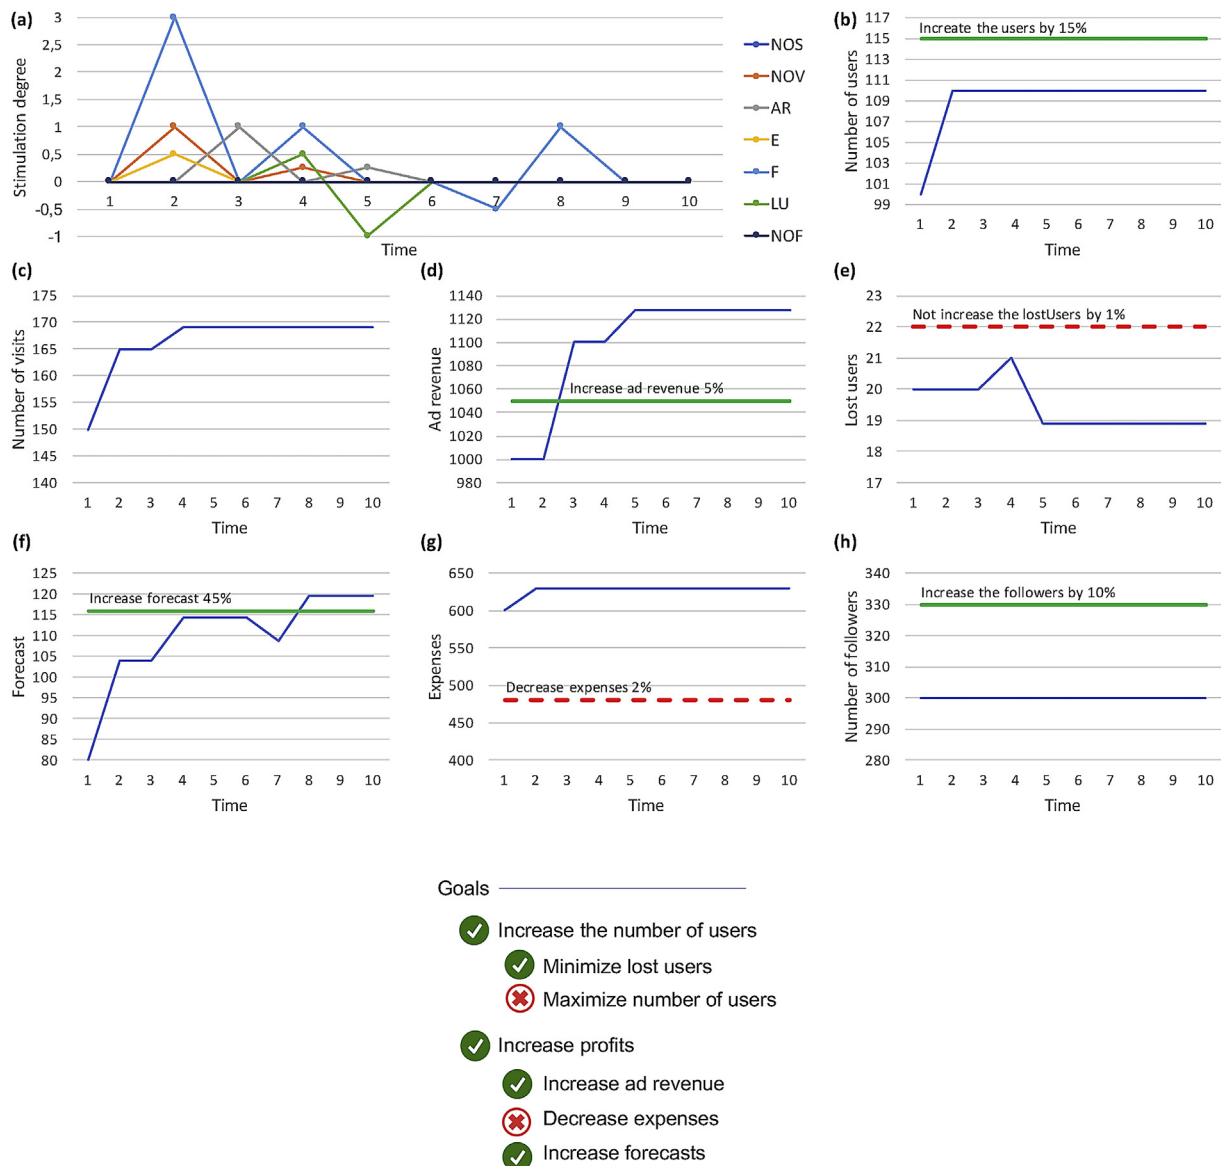 (a)
3
2,5
2
1,5
1
0,5
0
-0,5
-1
Stimulation degree
1 2 3 4 5 6 7 8 9 10
Time
NOS
NOV
AR
E
F
LU
NOF
(b)
117
115
113
111
109
107
105
103
101
99
Number of users
Increate the users by 15%
1 2 3 4 5 6 7 8 9 10
Time
(c)
175
170
165
160
155
150
145
140
Number of visits
1 2 3 4 5 6 7 8 9 10
Time
(d)
1140
1120
1100
1080
1060
1040
1020
1000
980
Ad revenue
Increase ad revenue 5%
1 2 3 4 5 6 7 8 9 10
Time
(e)
23
22
21
20
19
18
17
Lost users
Not increase the lostUsers by 1%
1 2 3 4 5 6 7 8 9 10
Time
(f)
125
120
115
110
105
100
95
90
85
80
Forecast
Increase forecast 45%
1 2 3 4 5 6 7 8 9 10
Time
(g)
650
600
550
500
450
400
Expenses
Decrease expenses 2%
1 2 3 4 5 6 7 8 9 10
Time
(h)
340
330
320
310
300
290
280
Number of followers
Increase the followers by 10%
1 2 3 4 5 6 7 8 9 10
Time
Goals
Increase the number of users
Minimize lost users
Maximize number of users
Increase profits
Increase ad revenue
Decrease expenses
Increase forecasts